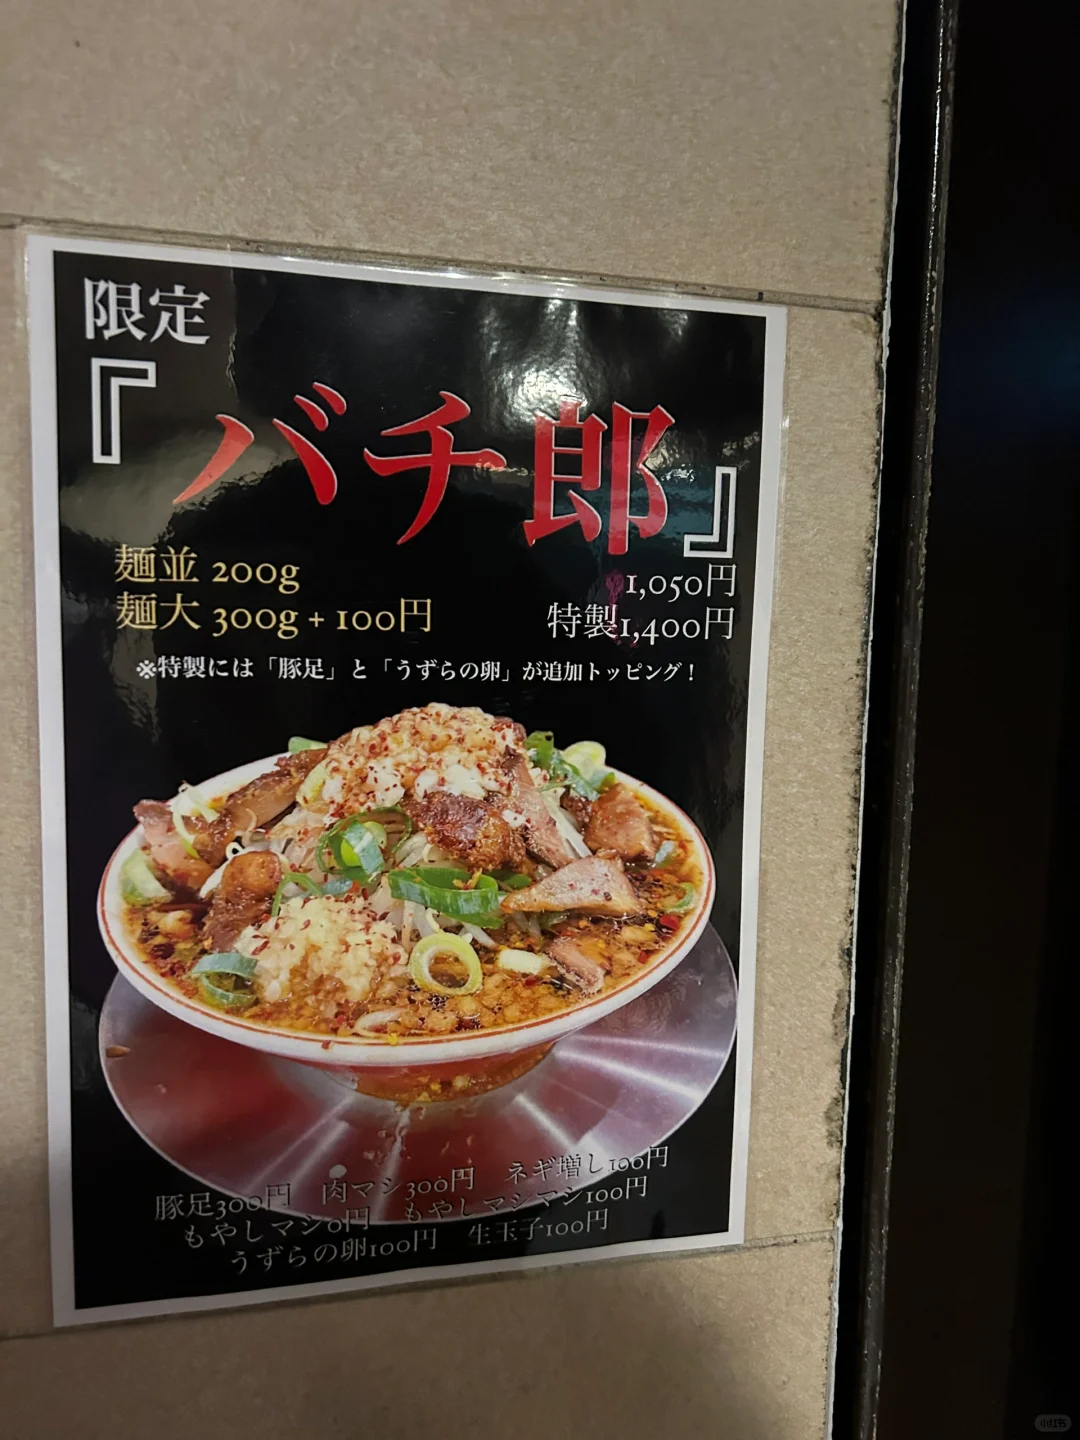 限定
『バチ郎』
麺並 200g
1,050円
麺大 300g + 100円
特製1,400円
※特製には「豚足」と「うずらの卵」が追加トッピング！
豚足300円 肉マシ300円 ネギ増し100円
もやしマシ0円 もやしマシマシ100円
うずらの卵100円 生玉子100円
小红书